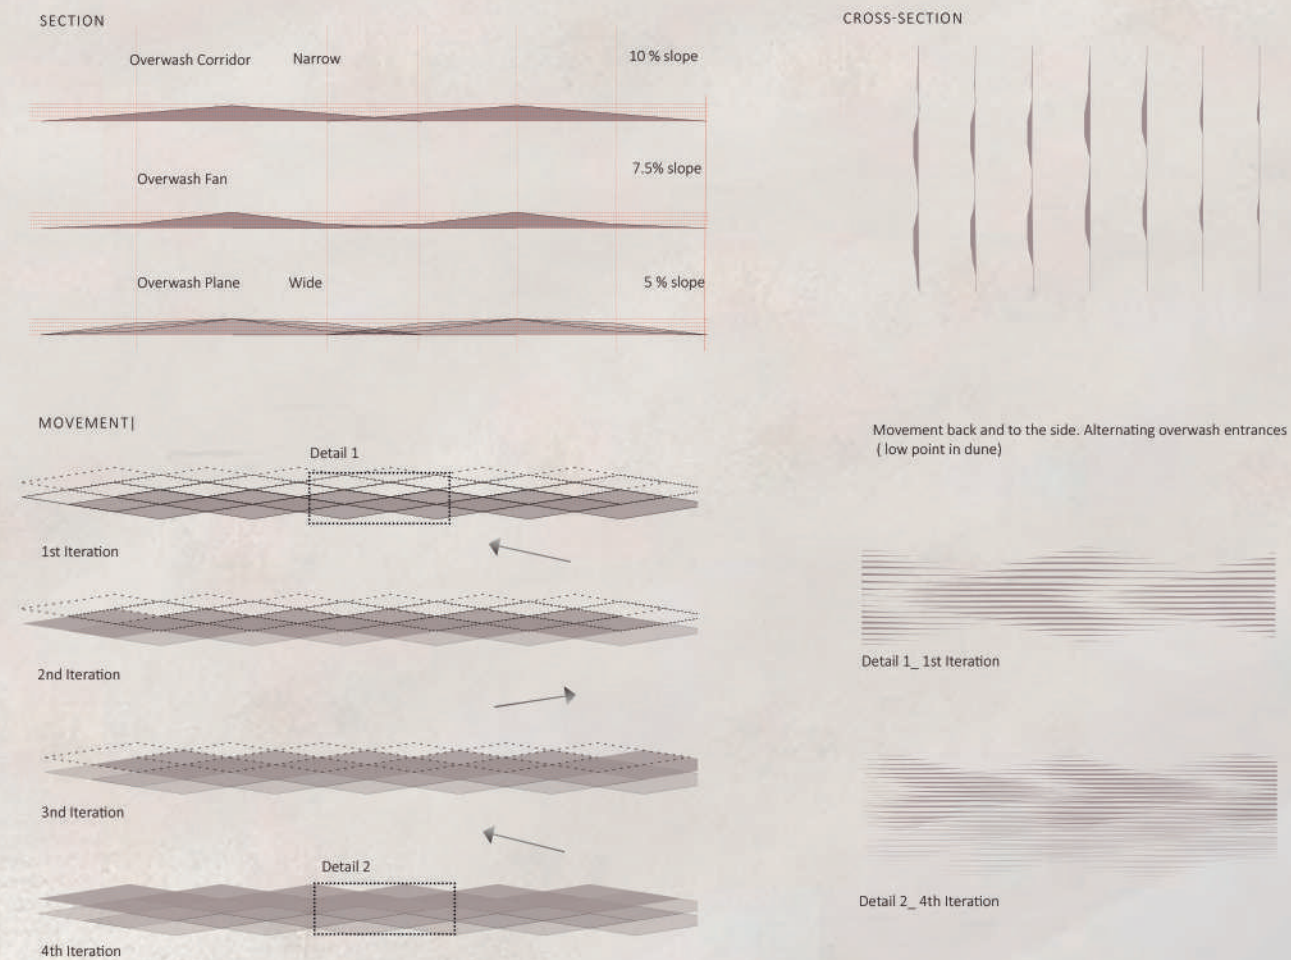 SECTION
Overwash Corridor Narrow 10 % slope
Overwash Fan 7.5% slope
Overwash Plane Wide 5 % slope
CROSS-SECTION
MOVEMENT|
Detail 1
1st Iteration
2nd Iteration
3nd Iteration
Detail 2
4th Iteration
Movement back and to the side. Alternating overwash entrances
( low point in dune)
Detail 1_ 1st Iteration
Detail 2_ 4th Iteration